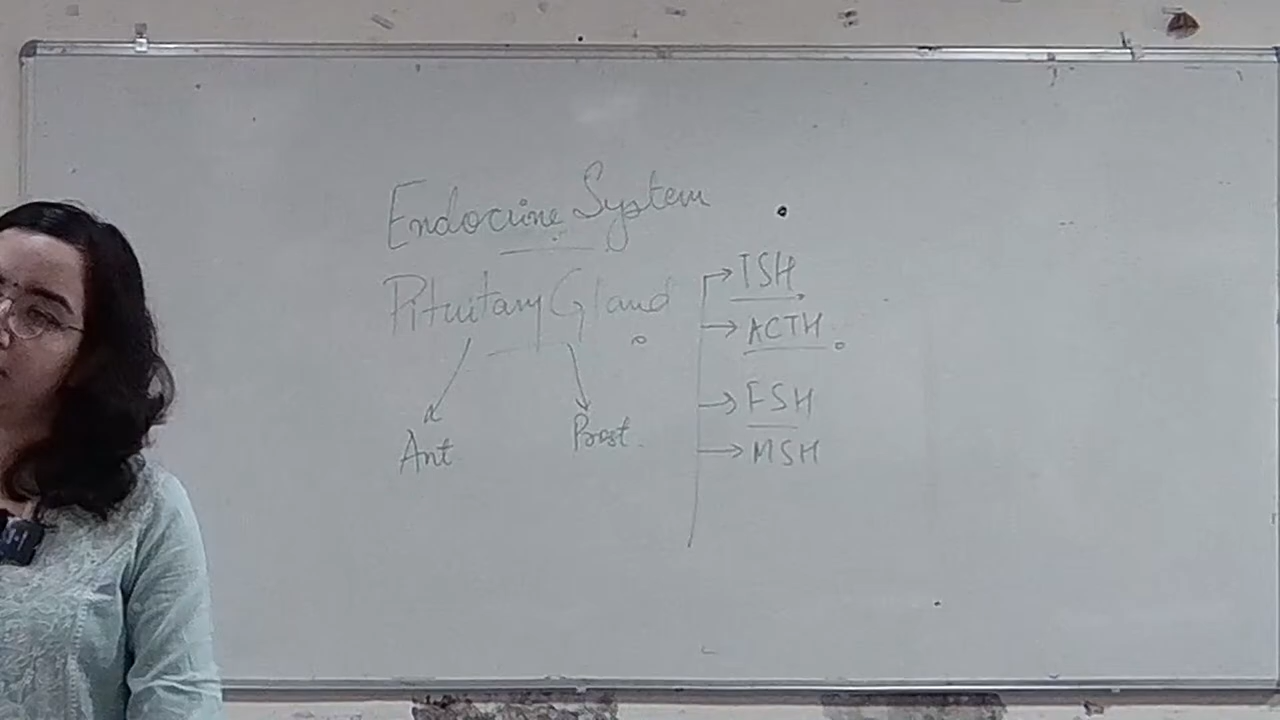 Endocrine System
Pituitary Gland
Ant
Post.
TSH
ACTH
FSH
MSH